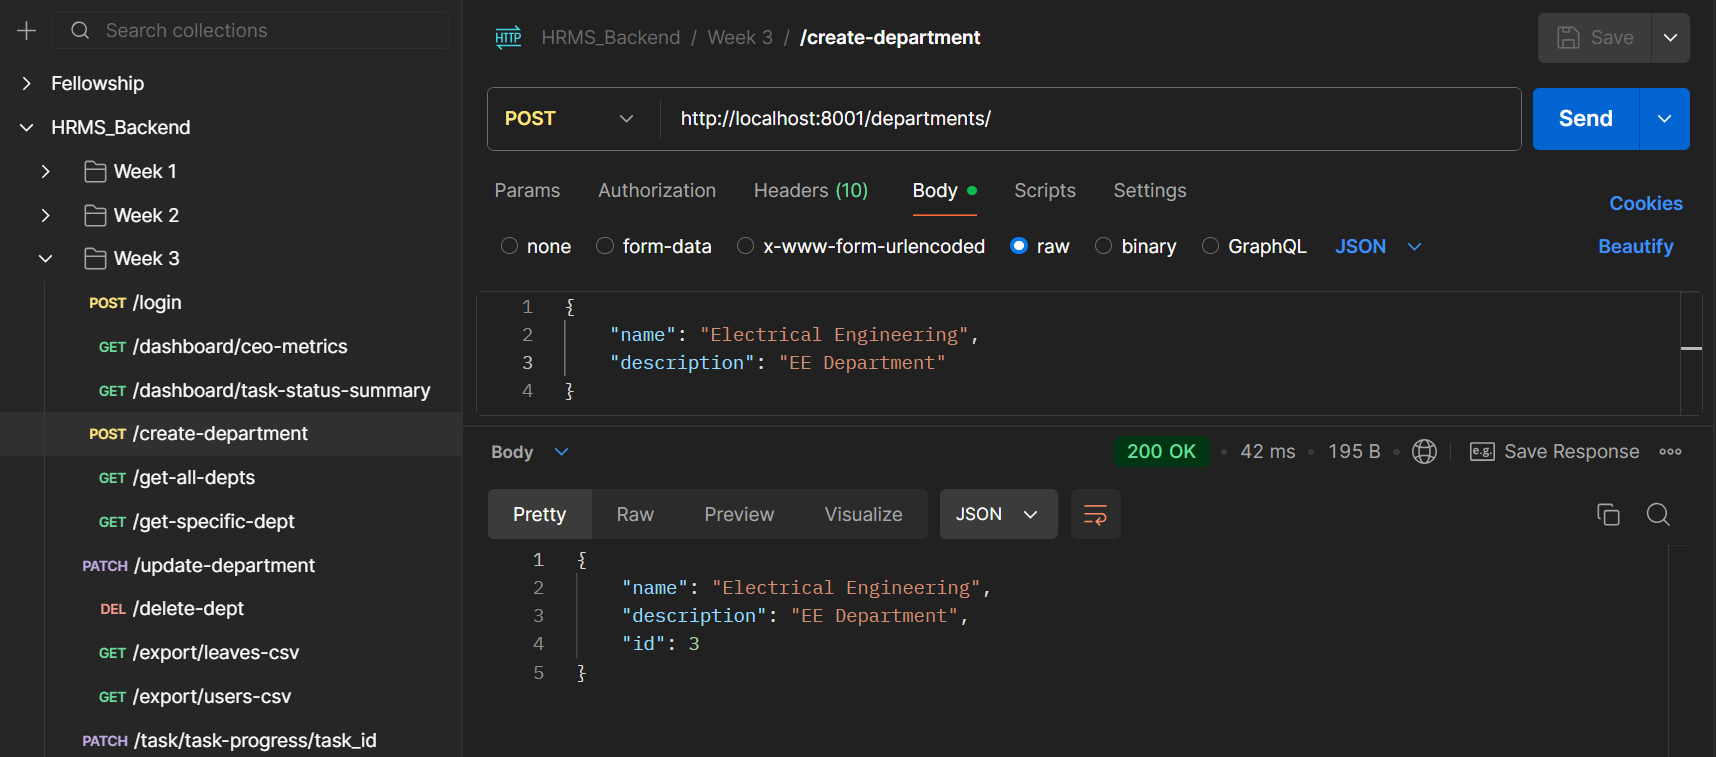 Search collections
Fellowship
HRMS_Backend
Week 1
Week 2
Week 3
POST /login
GET /dashboard/ceo-metrics
GET /dashboard/task-status-summary
POST /create-department
GET /get-all-depts
GET /get-specific-dept
PATCH /update-department
DEL /delete-dept
GET /export/leaves-csv
GET /export/users-csv
PATCH /task/task-progress/task_id
HTTP HRMS_Backend / Week 3 / /create-department Save
POST http://localhost:8001/departments/ Send
Params Authorization Headers (10) Body Scripts Settings Cookies
none form-data x-www-form-urlencoded raw binary GraphQL JSON Beautify
1 {
2 "name": "Electrical Engineering",
3 "description": "EE Department"
4 }
Body 200 OK 42 ms 195 B e.g. Save Response
Pretty Raw Preview Visualize JSON
1 {
2 "name": "Electrical Engineering",
3 "description": "EE Department",
4 "id": 3
5 }